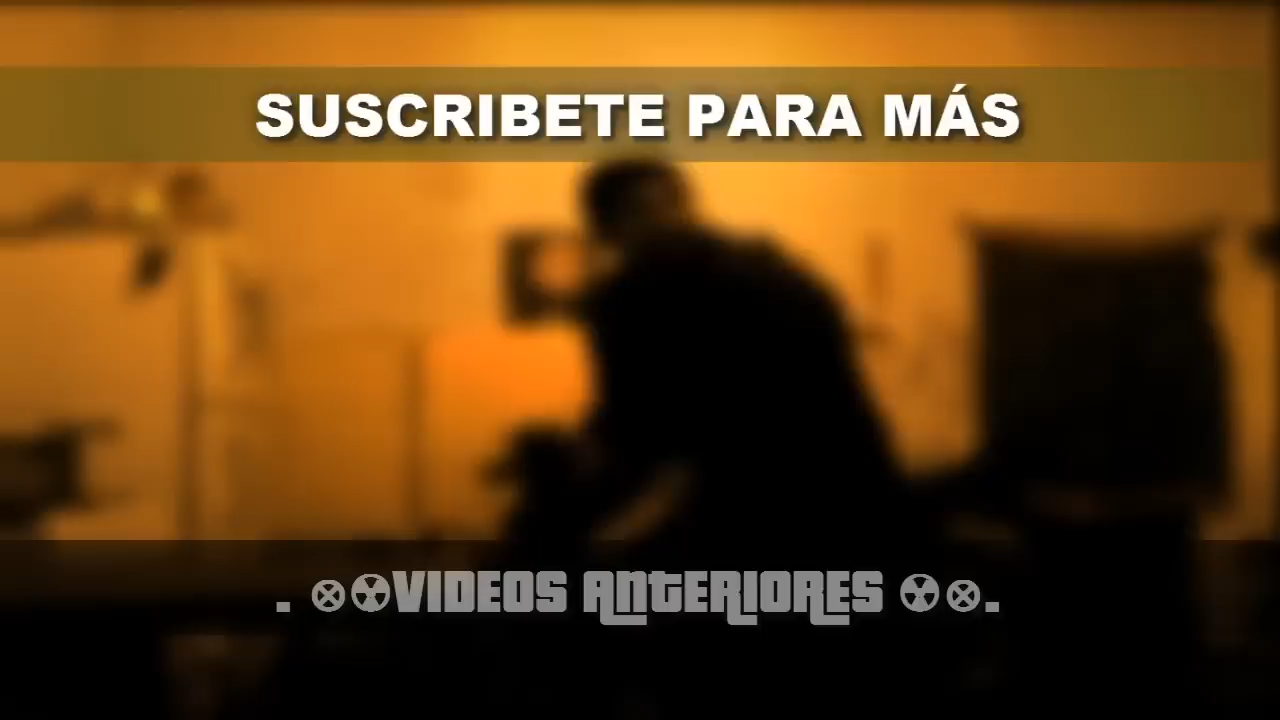 SUSCRIBETE PARA MÁS
. ⊗☢VIDEOS ANTERIORES ☢⊗.